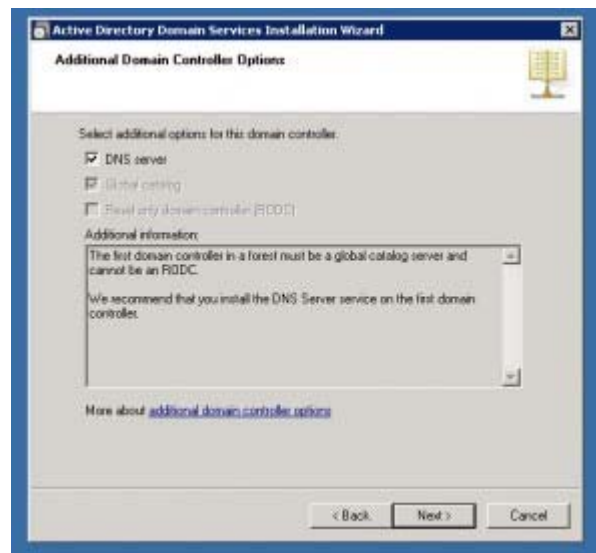 Active Directory Domain Services Installation Wizard
Additional Domain Controller Options
Select additional options for this domain controller.
DNS server
Global catalog
Read only domain controller (RODC)
Additional information:
The first domain controller in a forest must be a global catalog server and
cannot be an RODC.
We recommend that you install the DNS Server service on the first domain
controller.
More about additional domain controller options
< Back
Next >
Cancel